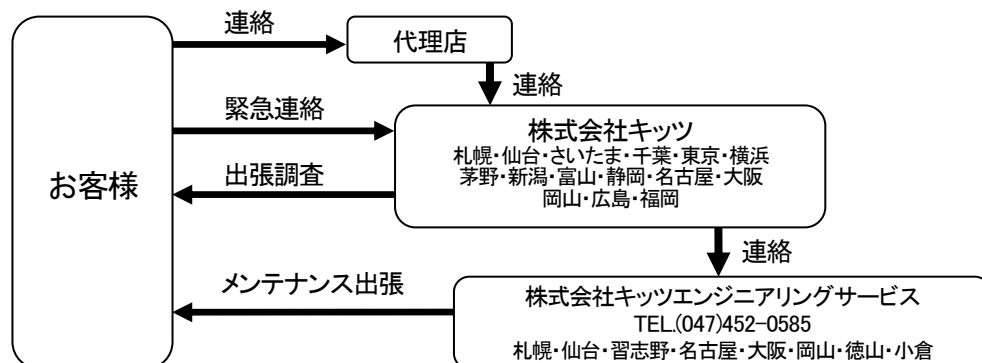 連絡
代理店
連絡
緊急連絡
株式会社キッツ
札幌・仙台・さいたま・千葉・東京・横浜
茅野・新潟・富山・静岡・名古屋・大阪
岡山・広島・福岡
お客様
出張調査
連絡
メンテナンス出張
株式会社キッツエンジニアリングサービス
TEL.(047)452-0585
札幌・仙台・習志野・名古屋・大阪・岡山・徳山・小倉